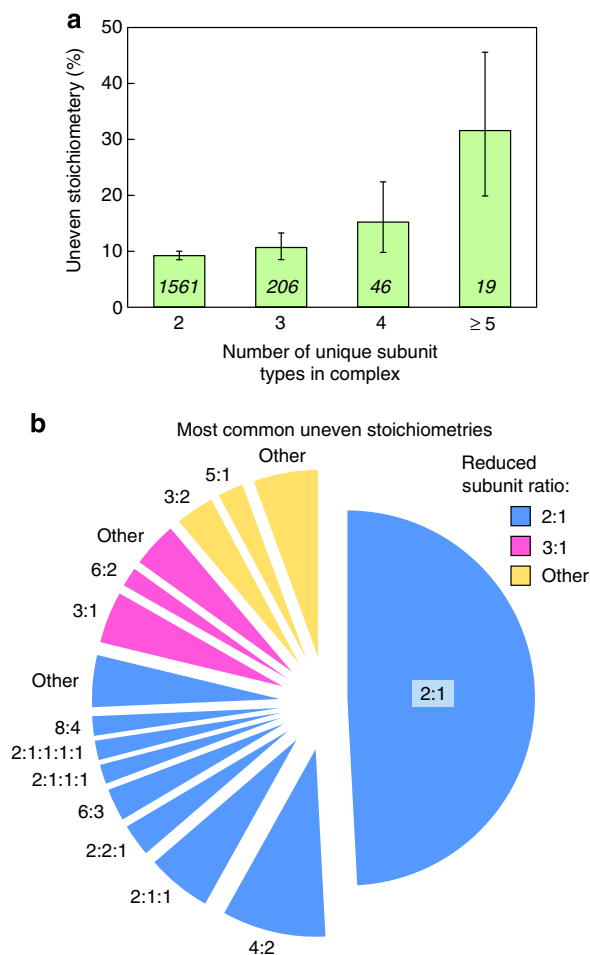 a
50
40
30
20
10
0
Uneven stoichiometery (%)
1561
206
46
19
2
3
4
≥ 5
Number of unique subunit
types in complex
b
Most common uneven stoichiometries
Reduced
subunit ratio:
2:1
3:1
Other
Other
5:1
3:2
Other
6:2
3:1
Other
8:4
2:1:1:1:1
2:1:1:1
6:3
2:2:1
2:1:1
4:2
2:1